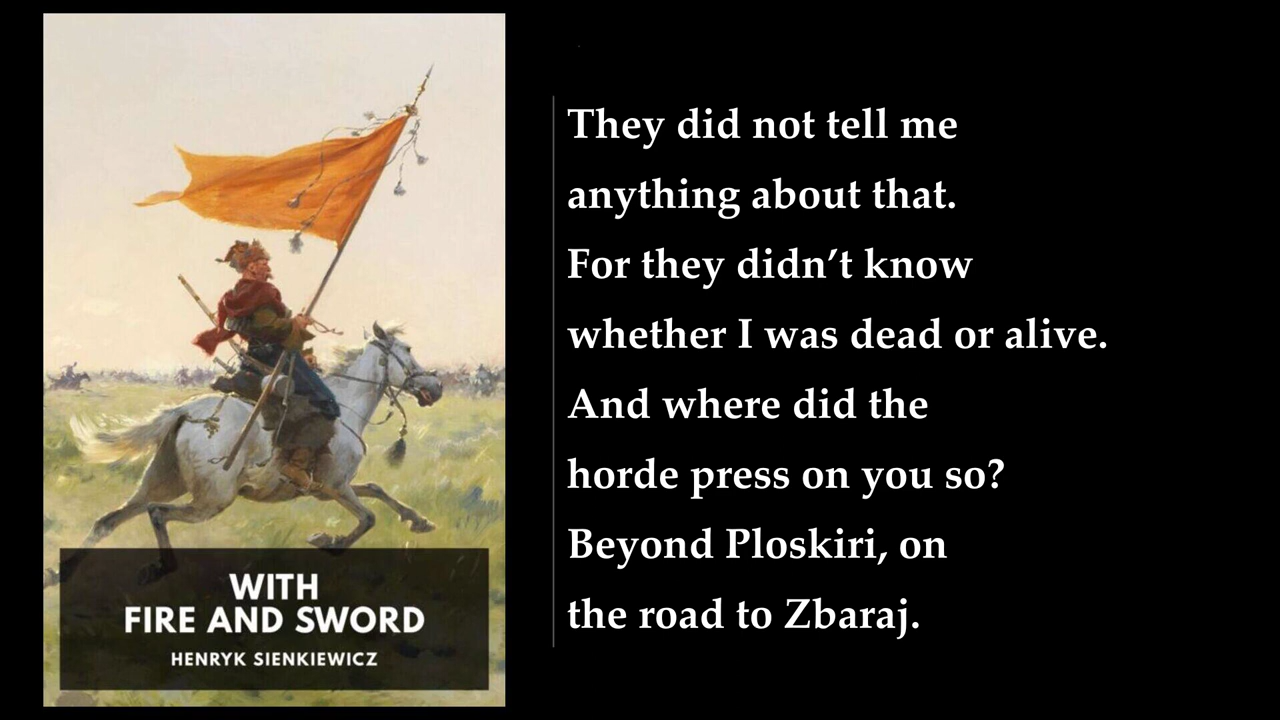 WITH
FIRE AND SWORD
HENRYK SIENKIEWICZ
They did not tell me
anything about that.
For they didn’t know
whether I was dead or alive.
And where did the
horde press on you so?
Beyond Ploskiri, on
the road to Zbaraj.